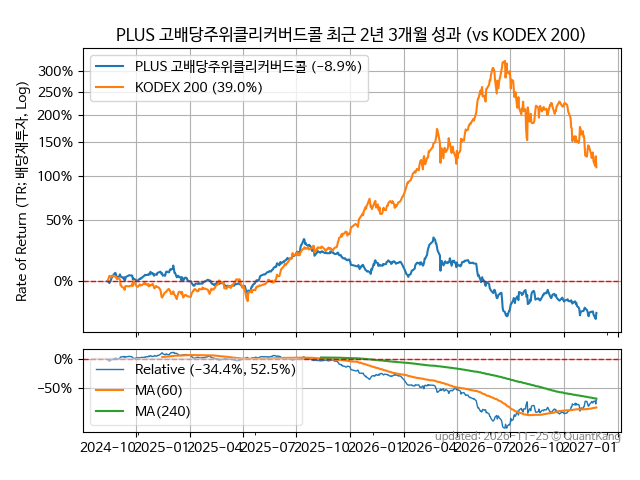 PLUS 고배당주위클리커버드콜 최근 2년 3개월 성과 (vs KODEX 200)
Rate of Return (TR: 배당재투자, Log)
PLUS 고배당주위클리커버드콜 (−8.9%)
KODEX 200 (39.0%)
300%
250%
200%
150%
100%
50%
0%
0%
−50%
Relative (−34.4%, 52.5%)
MA(60)
MA(240)
updated: 2026-11-25 © QuantKang
2024-10 2025-01 2025-04 2025-07 2025-10 2026-01 2026-04 2026-07 2026-10 2027-01